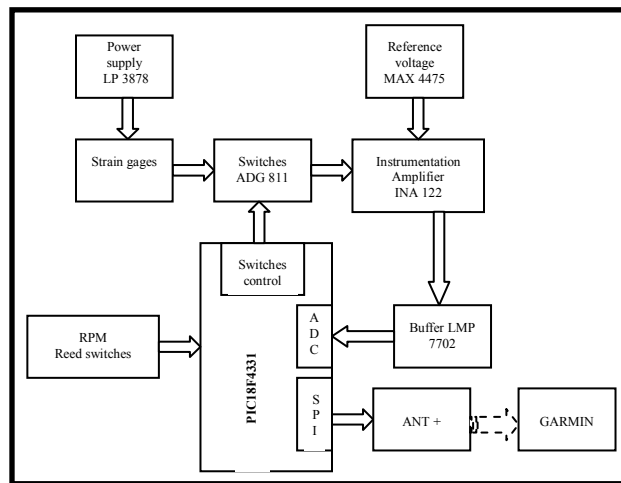 Power
supply
LP 3878
Reference
voltage
MAX 4475
Strain gages
Switches
ADG 811
Instrumentation
Amplifier
INA 122
Switches
control
RPM
Reed switches
PIC18F4331
A
D
C
Buffer LMP
7702
S
P
I
ANT +
GARMIN